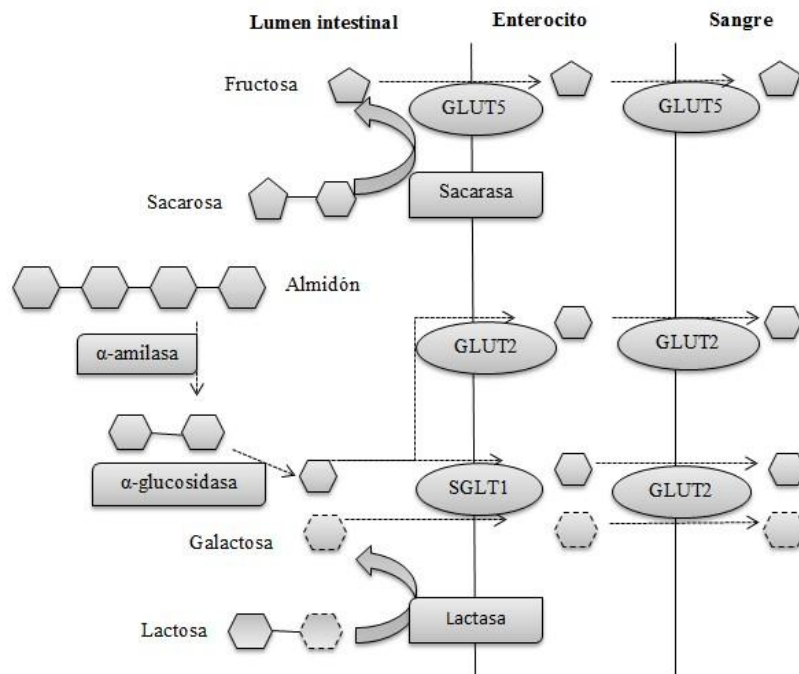 Lumen intestinal
Enterocito
Sangre
Fructosa
GLUT5
GLUT5
Sacarosa
Sacarasa
Almidón
α-amilasa
GLUT2
GLUT2
α-glucosidasa
SGLT1
GLUT2
Galactosa
Lactosa
Lactasa